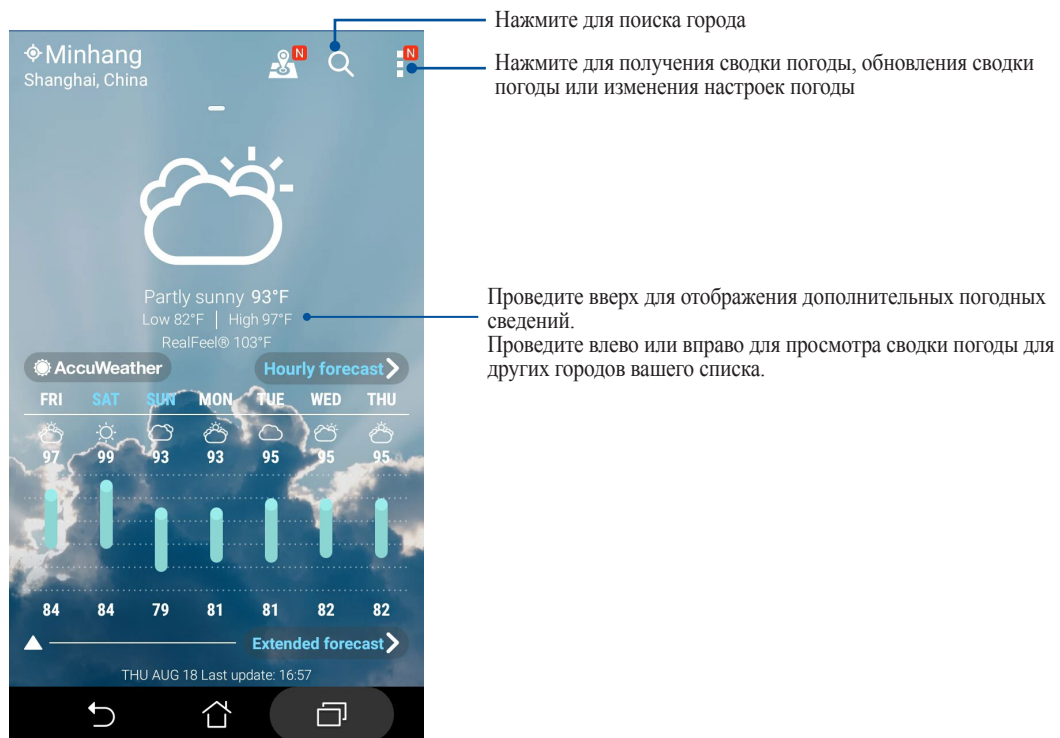 Нажмите для поиска города
Minhang
Shanghai, China
N
N
Нажмите для получения сводки погоды, обновления сводки
погоды или изменения настроек погоды
Partly sunny 93°F
Low 82°F | High 97°F
RealFeel® 103°F
Проведите вверх для отображения дополнительных погодных
сведений.
Проведите влево или вправо для просмотра сводки погоды для
других городов вашего списка.
AccuWeather Hourly forecast
FRI SAT SUN MON TUE WED THU
97 99 93 93 95 95 95
84 84 79 81 81 82 82
Extended forecast
THU AUG 18 Last update: 16:57